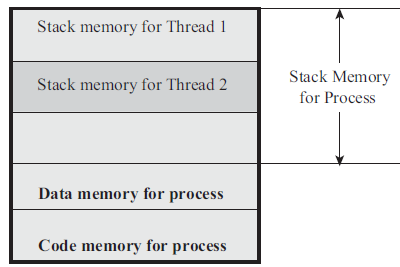 Stack memory for Thread 1
Stack memory for Thread 2
Stack Memory
for Process
Data memory for process
Code memory for process